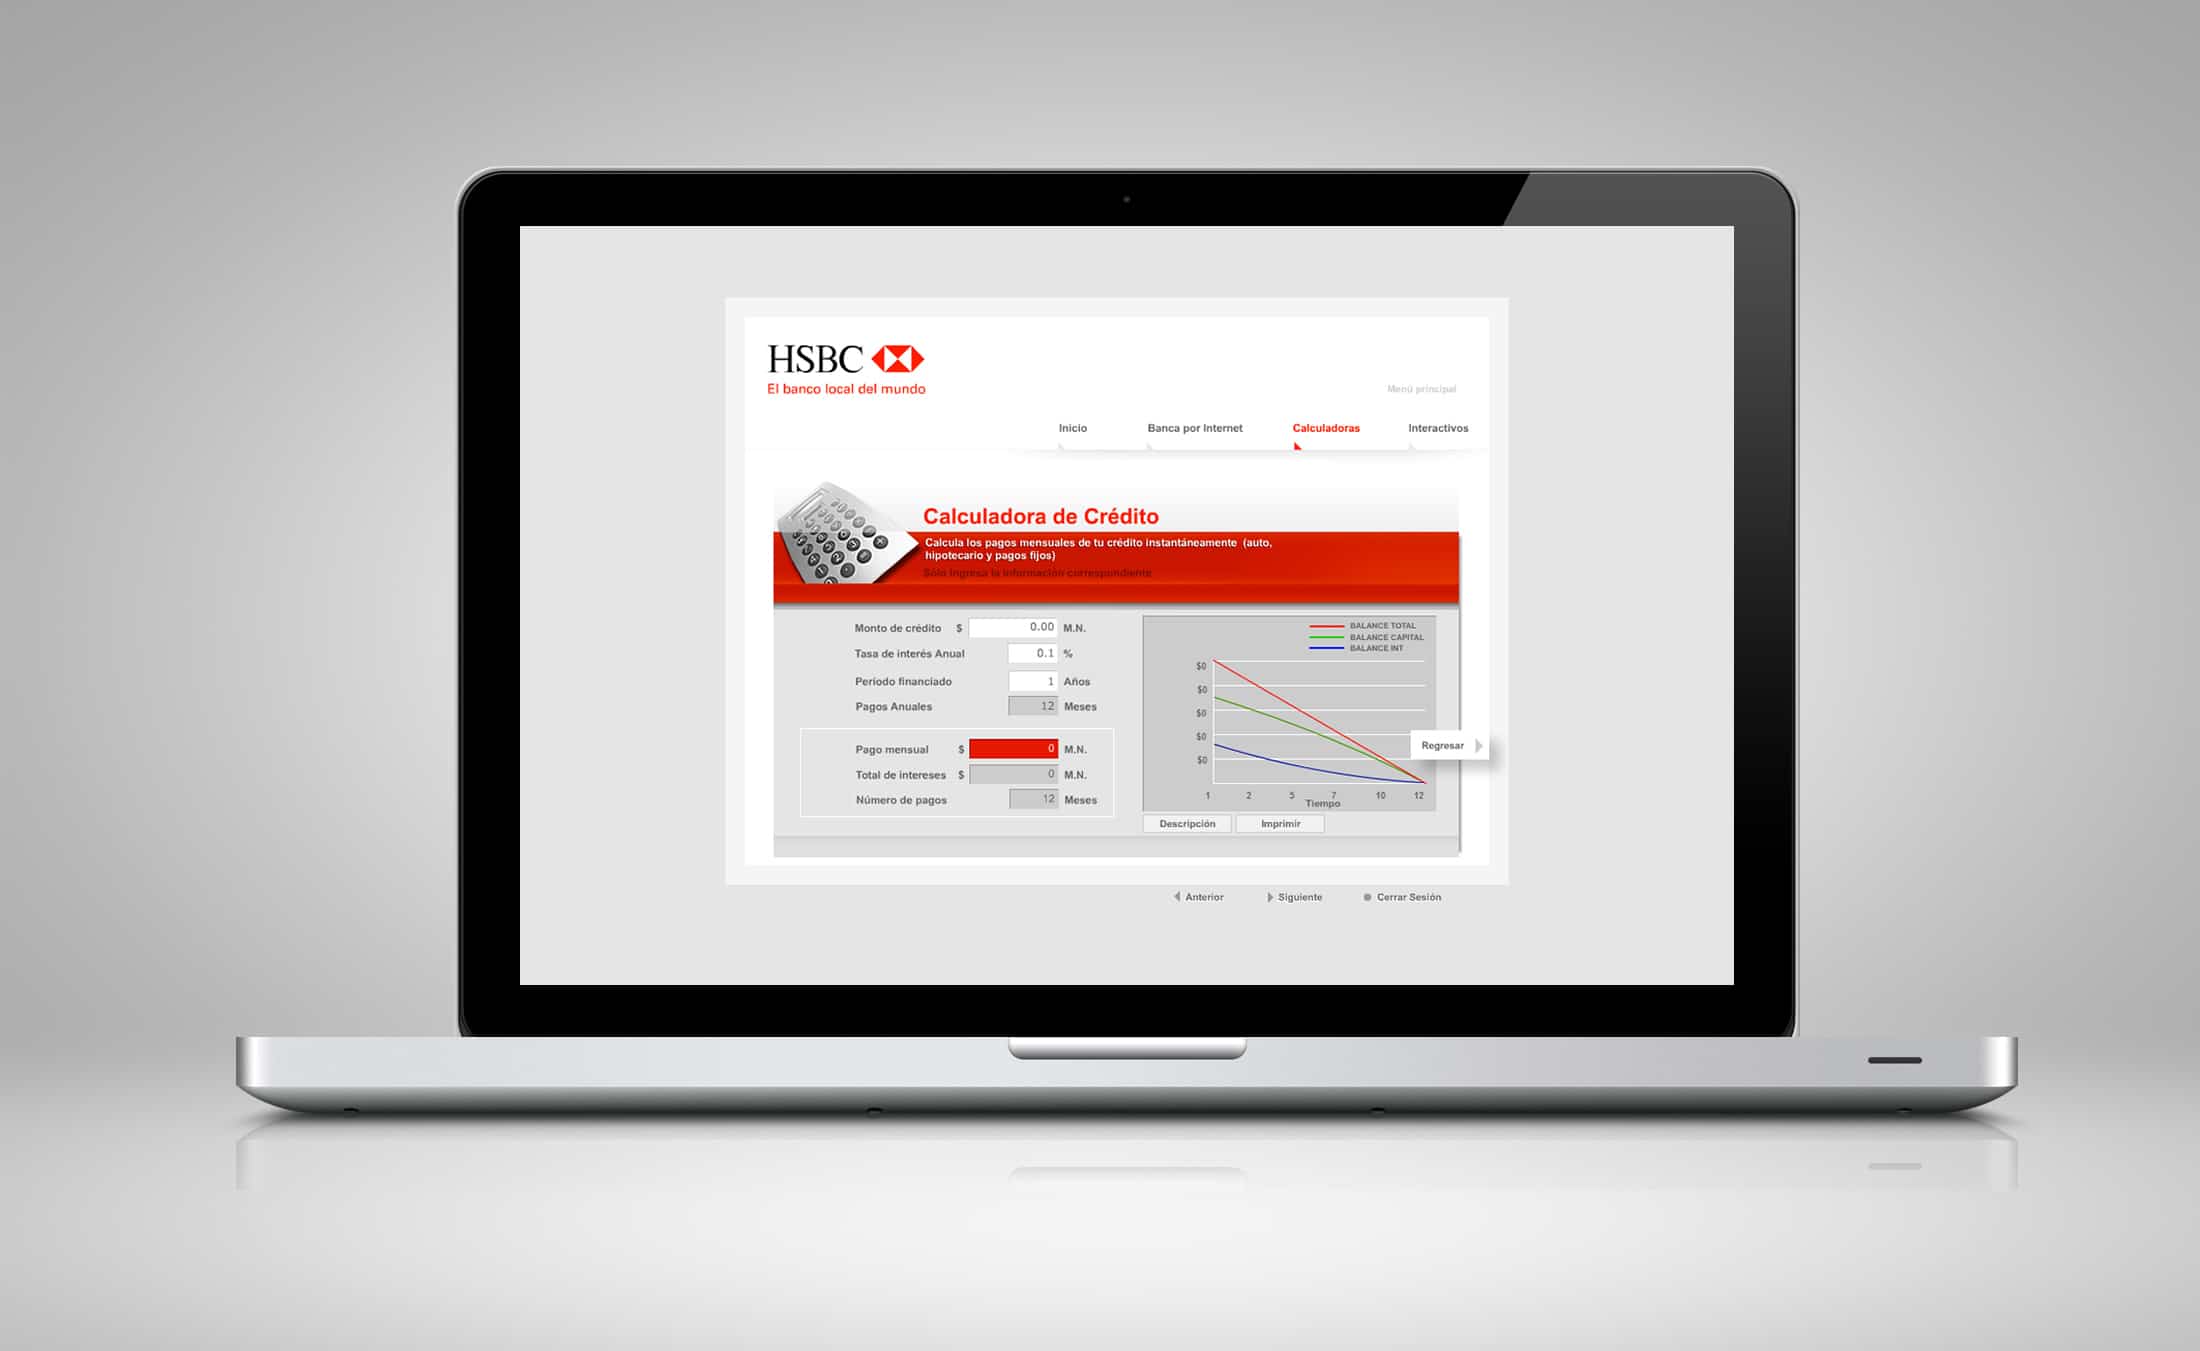 HSBC
El banco local del mundo
Menú principal
Inicio Banca por Internet Calculadoras Interactivos
Calculadora de Crédito
Calcula los pagos mensuales de tu crédito instantáneamente (auto,
hipotecario y pagos fijos)
Sólo ingresa la información correspondiente
Monto de crédito $ 0.00 M.N.
Tasa de interés Anual 0.1 %
Período financiado 1 Años
Pagos Anuales 12 Meses
Pago mensual $ 0 M.N.
Total de intereses $ 0 M.N.
Número de pagos 12 Meses
BALANCE TOTAL
BALANCE CAPITAL
BALANCE INT
$0
$0
$0
$0
$0
1 2 5 7 10 12
Tiempo
Regresar
Descripción Imprimir
Anterior Siguiente Cerrar Sesión